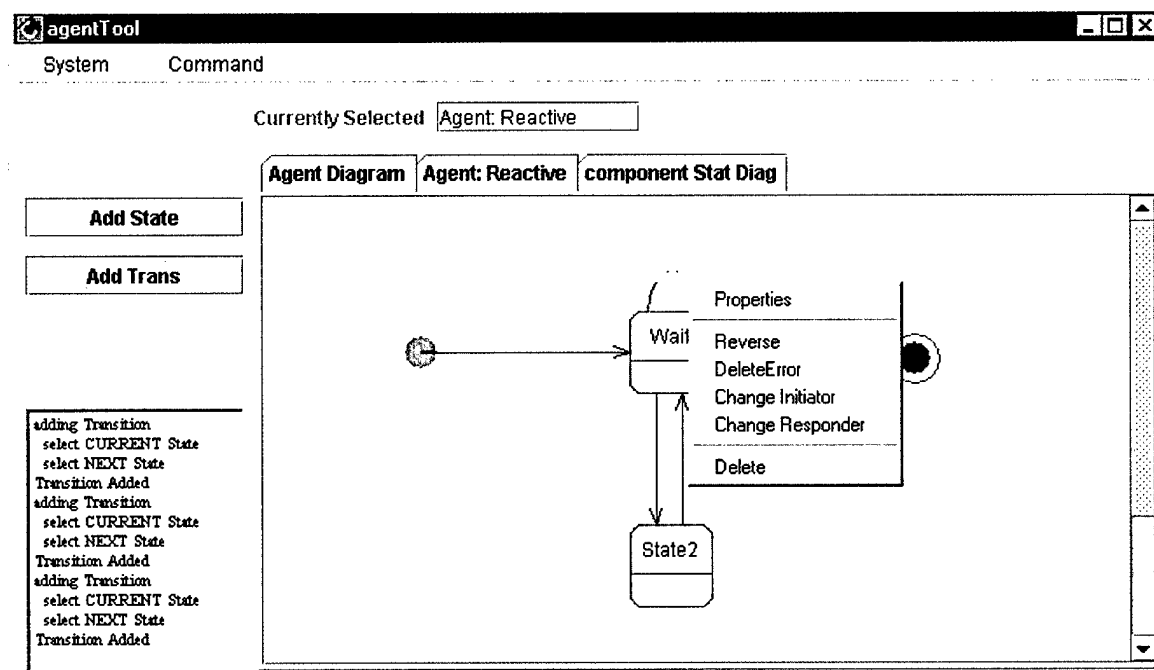 agentTool
System Command
Currently Selected Agent: Reactive
Agent Diagram Agent: Reactive component Stat Diag
Add State
Add Trans
Wait
State2
Properties
Reverse
DeleteError
Change Initiator
Change Responder
Delete
adding Transition
select CURRENT State
select NEXT State
Transition Added
adding Transition
select CURRENT State
select NEXT State
Transition Added
adding Transition
select CURRENT State
select NEXT State
Transition Added